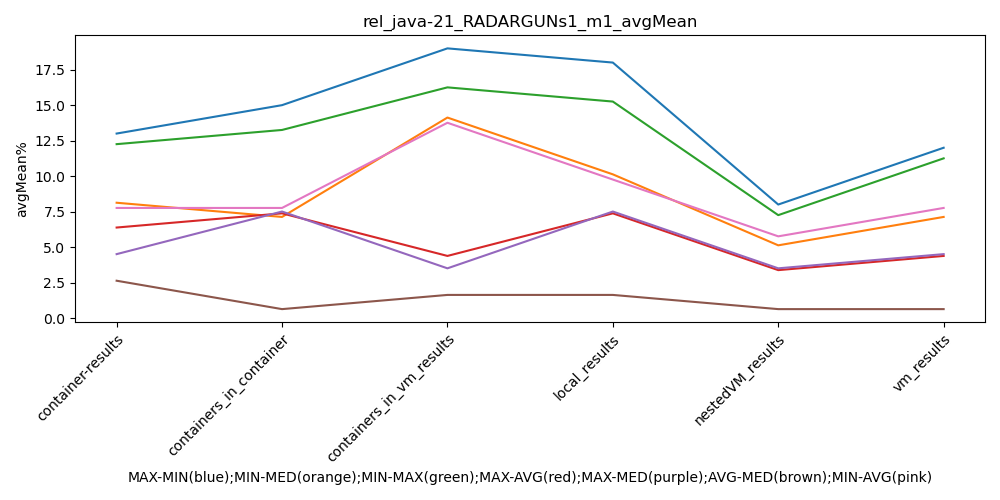 rel_java-21_RADARGUNs1_m1_avgMean
avgMean%
17.5
15.0
12.5
10.0
7.5
5.0
2.5
0.0
container-results
containers_in_container
containers_in_vm_results
local_results
nestedVM_results
vm_results
MAX-MIN(blue);MIN-MED(orange);MIN-MAX(green);MAX-AVG(red);MAX-MED(purple);AVG-MED(brown);MIN-AVG(pink)